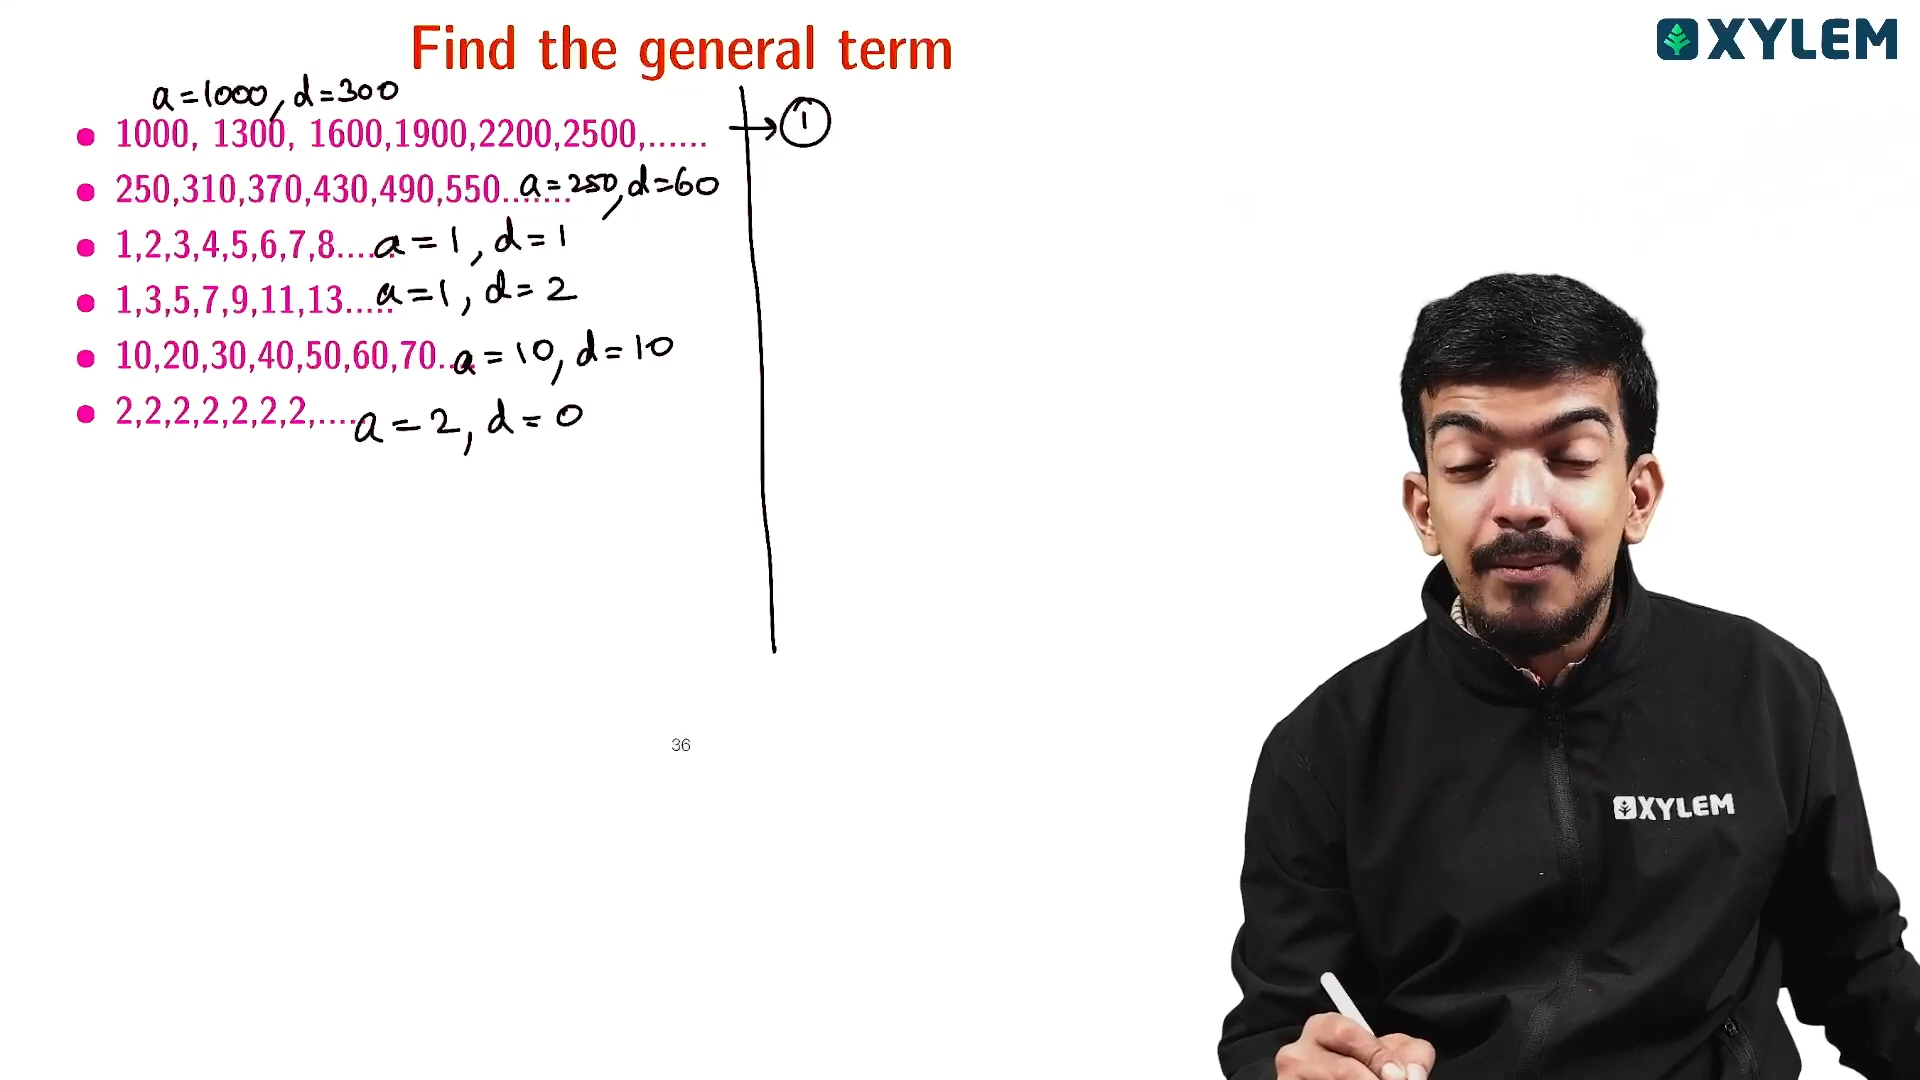 Find the general term
XYLEM
a=1000, d=300
1000, 1300, 1600,1900,2200,2500,......
→ 1
250,310,370,430,490,550....... a=250, d=60
1,2,3,4,5,6,7,8...... a=1, d=1
1,3,5,7,9,11,13..... a=1, d=2
10,20,30,40,50,60,70.... a=10, d=10
2,2,2,2,2,2,2,..... a=2, d=0
36
XYLEM